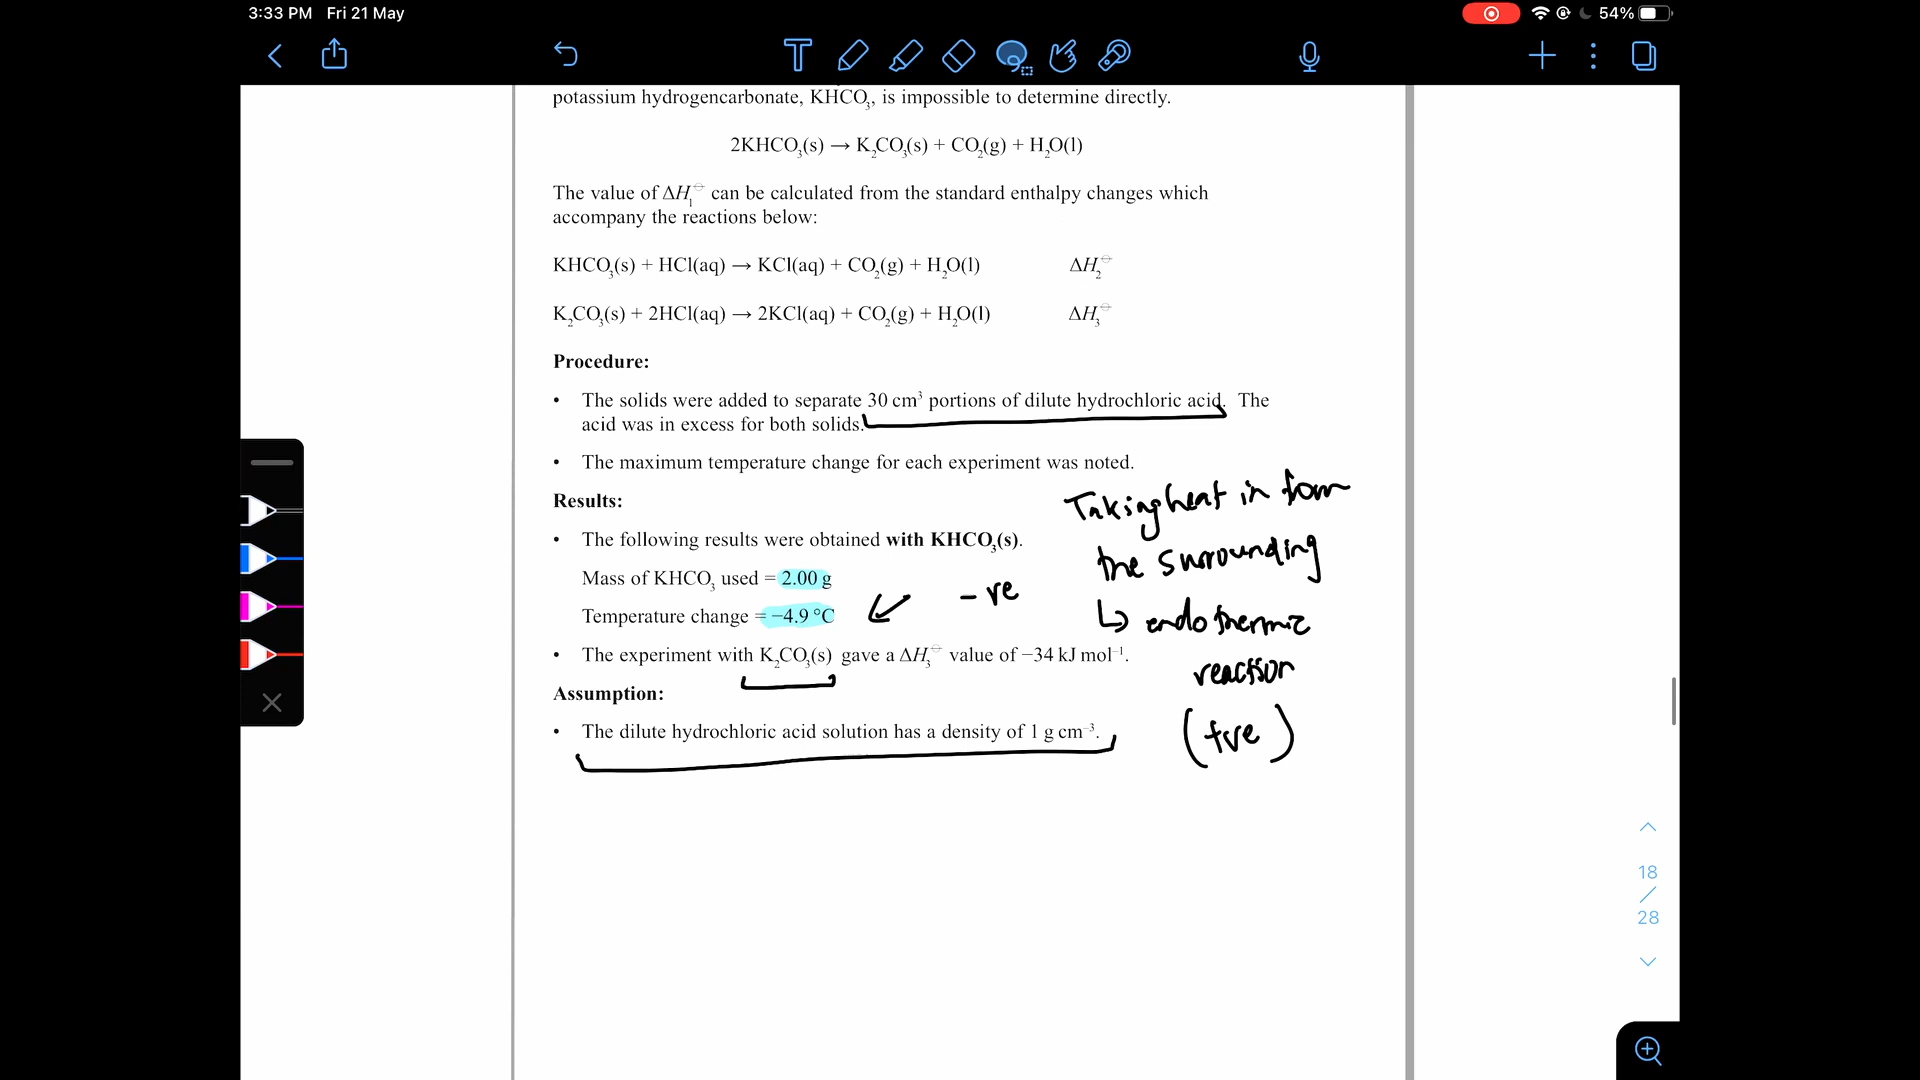 3:33 PM Fri 21 May
54%
potassium hydrogencarbonate, KHCO₃, is impossible to determine directly.
2KHCO₃(s) → K₂CO₃(s) + CO₂(g) + H₂O(l)
The value of ΔH₁⦵ can be calculated from the standard enthalpy changes which
accompany the reactions below:
KHCO₃(s) + HCl(aq) → KCl(aq) + CO₂(g) + H₂O(l) ΔH₂⦵
K₂CO₃(s) + 2HCl(aq) → 2KCl(aq) + CO₂(g) + H₂O(l) ΔH₃⦵
Procedure:
• The solids were added to separate 30 cm³ portions of dilute hydrochloric acid. The
acid was in excess for both solids.
• The maximum temperature change for each experiment was noted.
Results:
• The following results were obtained with KHCO₃(s).
Mass of KHCO₃ used = 2.00 g
Temperature change = −4.9 °C
• The experiment with K₂CO₃(s) gave a ΔH₃⦵ value of −34 kJ mol⁻¹.
Assumption:
• The dilute hydrochloric acid solution has a density of 1 g cm⁻³.
- ve
Taking heat in from
the surrounding
↳ endothermic
reaction
(+ve)
18
/
28